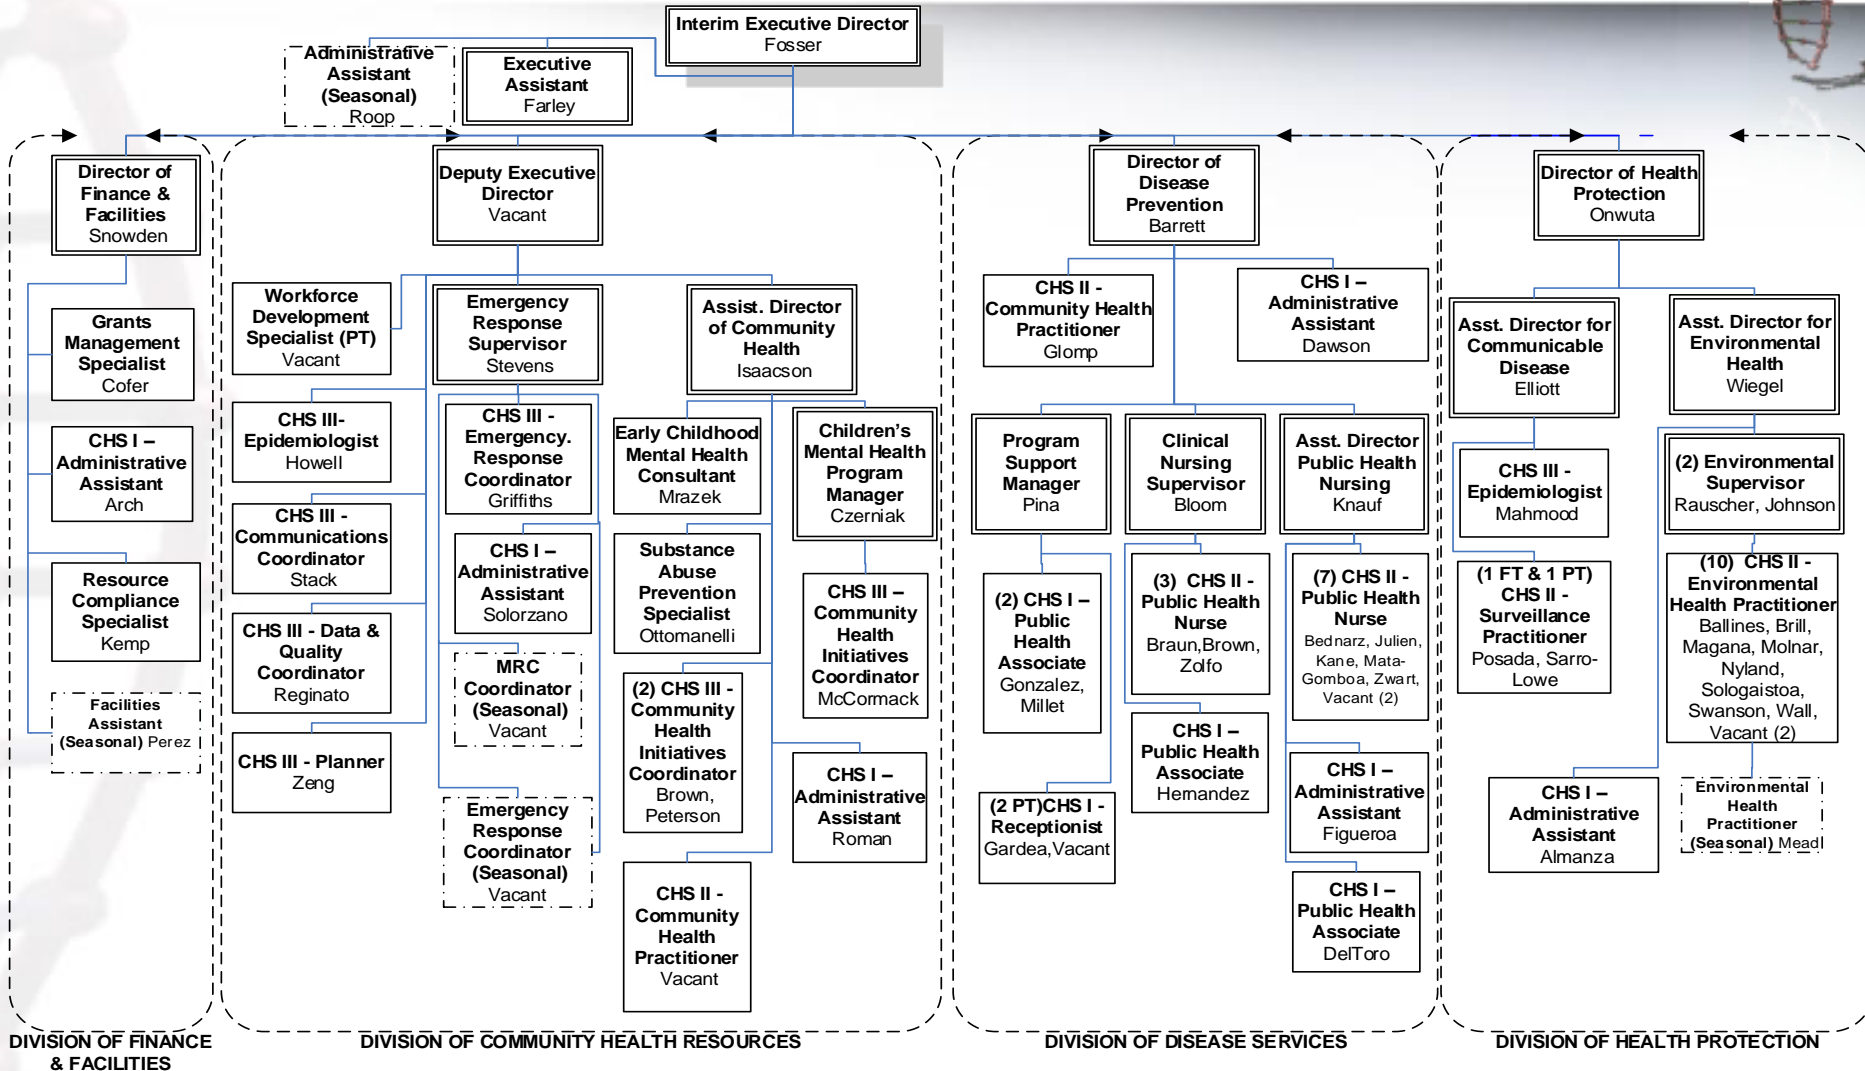 Interim Executive Director
Fosser
Administrative
Assistant
(Seasonal)
Roop
Executive
Assistant
Farley
Director of
Finance &
Facilities
Snowden
Grants
Management
Specialist
Cofer
CHS I –
Administrative
Assistant
Arch
Resource
Compliance
Specialist
Kemp
Facilities
Assistant
(Seasonal) Perez
DIVISION OF FINANCE
& FACILITIES
Deputy Executive
Director
Vacant
Workforce
Development
Specialist (PT)
Vacant
CHS III-
Epidemiologist
Howell
CHS III -
Communications
Coordinator
Stack
CHS III - Data &
Quality
Coordinator
Reginato
CHS III - Planner
Zeng
Emergency
Response
Supervisor
Stevens
CHS III -
Emergency.
Response
Coordinator
Griffiths
CHS I –
Administrative
Assistant
Solorzano
MRC
Coordinator
(Seasonal)
Vacant
Emergency
Response
Coordinator
(Seasonal)
Vacant
Assist. Director
of Community
Health
Isaacson
Early Childhood
Mental Health
Consultant
Mrazek
Substance
Abuse
Prevention
Specialist
Ottomanelli
(2) CHS III -
Community
Health
Initiatives
Coordinator
Brown,
Peterson
CHS II -
Community
Health
Practitioner
Vacant
Children's
Mental Health
Program
Manager
Czerniak
CHS III –
Community
Health
Initiatives
Coordinator
McCormack
CHS I –
Administrative
Assistant
Roman
DIVISION OF COMMUNITY HEALTH RESOURCES
Director of
Disease
Prevention
Barrett
CHS II -
Community Health
Practitioner
Glomp
CHS I –
Administrative
Assistant
Dawson
Program
Support
Manager
Pina
(2) CHS I –
Public
Health
Associate
Gonzalez,
Millet
(2 PT)CHS I -
Receptionist
Gardea,Vacant
Clinical
Nursing
Supervisor
Bloom
(3) CHS II -
Public Health
Nurse
Braun,Brown,
Zolfo
CHS I –
Public Health
Associate
Hernandez
Asst. Director
Public Health
Nursing
Knauf
(7) CHS II -
Public Health
Nurse
Bednarz, Julien,
Kane, Mata-
Gomboa, Zwart,
Vacant (2)
CHS I –
Administrative
Assistant
Figueroa
CHS I –
Public Health
Associate
DelToro
DIVISION OF DISEASE SERVICES
Director of Health
Protection
Onwuta
Asst. Director for
Communicable
Disease
Elliott
CHS III -
Epidemiologist
Mahmood
(1 FT & 1 PT)
CHS II -
Surveillance
Practitioner
Posada, Sarro-
Lowe
Asst. Director for
Environmental
Health
Wiegel
(2) Environmental
Supervisor
Rauscher, Johnson
(10) CHS II -
Environmental
Health Practitioner
Ballines, Brill,
Magana, Molnar,
Nyland,
Sologaistoa,
Swanson, Wall,
Vacant (2)
CHS I –
Administrative
Assistant
Almanza
Environmental
Health
Practitioner
(Seasonal) Mead
DIVISION OF HEALTH PROTECTION